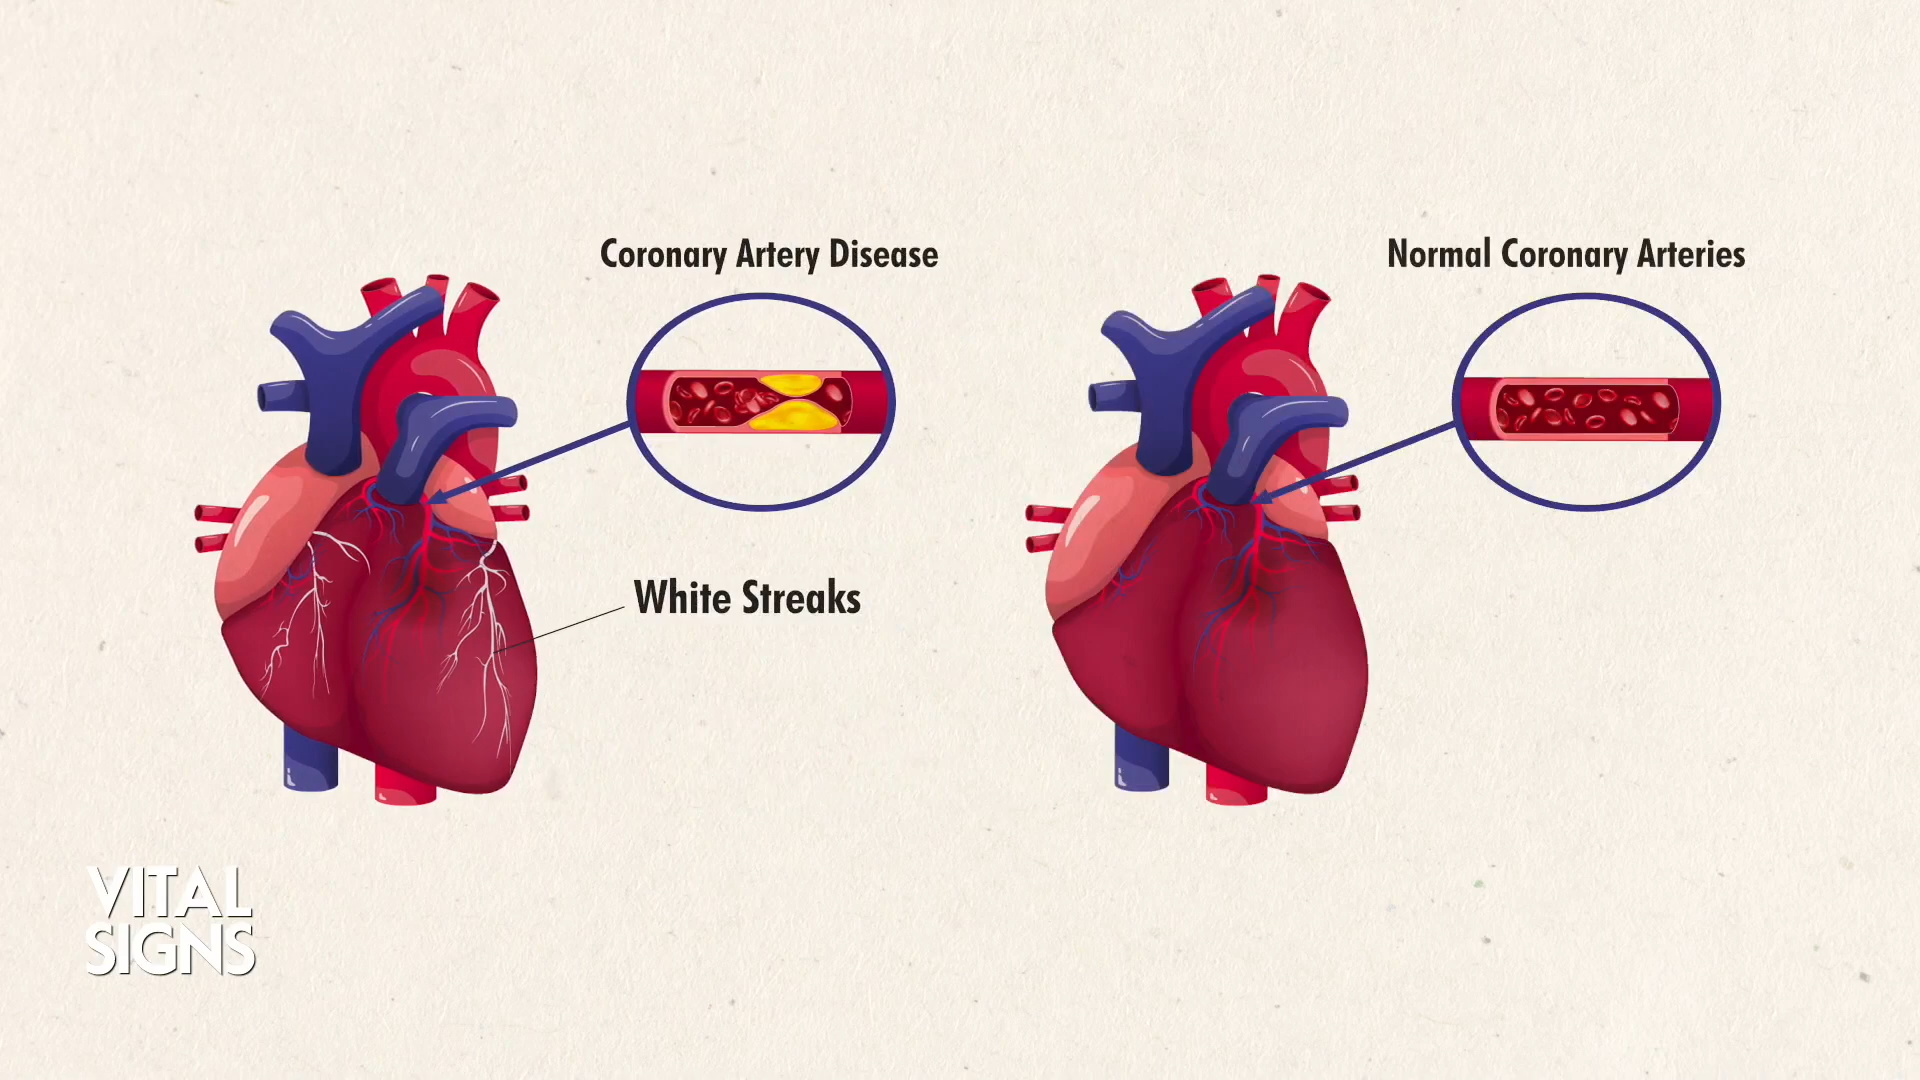 Coronary Artery Disease
Normal Coronary Arteries
White Streaks
VITAL
SIGNS